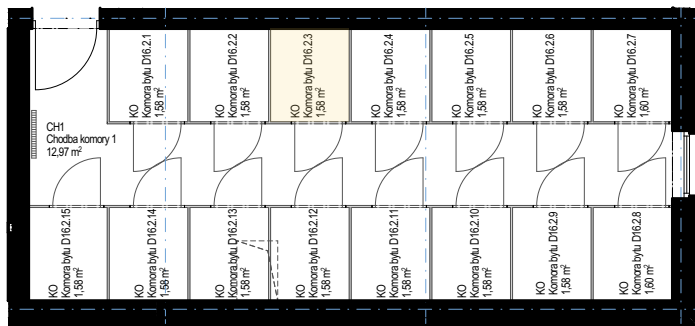 KO
Komora bytu D16.2.1
1,58 m²
KO
Komora bytu D16.2.2
1,58 m²
KO
Komora bytu D16.2.3
1,58 m²
KO
Komora bytu D16.2.4
1,58 m²
KO
Komora bytu D16.2.5
1,58 m²
KO
Komora bytu D16.2.6
1,58 m²
KO
Komora bytu D16.2.7
1,60 m²
CH1
Chodba komory 1
12,97 m²
KO
Komora bytu D16.2.15
1,58 m²
KO
Komora bytu D16.2.14
1,58 m²
KO
Komora bytu D16.2.13
1,58 m²
KO
Komora bytu D16.2.12
1,58 m²
KO
Komora bytu D16.2.11
1,58 m²
KO
Komora bytu D16.2.10
1,58 m²
KO
Komora bytu D16.2.9
1,58 m²
KO
Komora bytu D16.2.8
1,60 m²